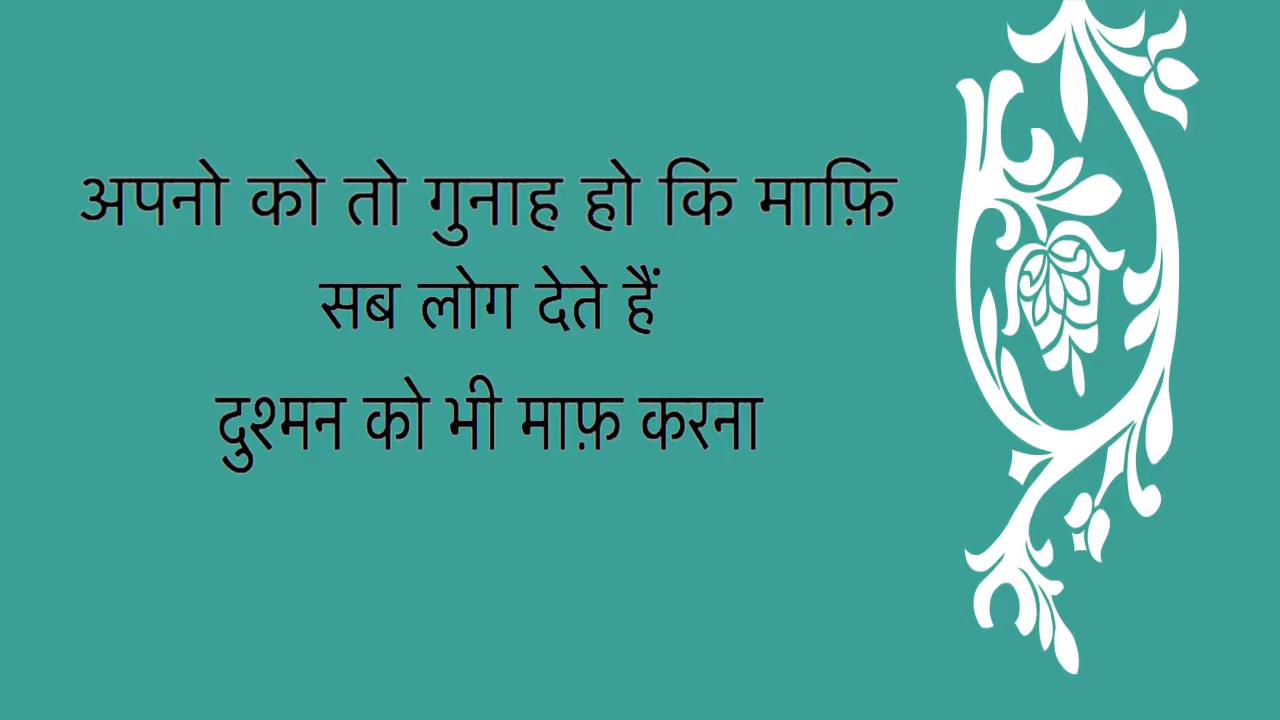 अपनो को तो गुनाह हो कि माफ़ि
सब लोग देते हैं
दुश्मन को भी माफ़ करना